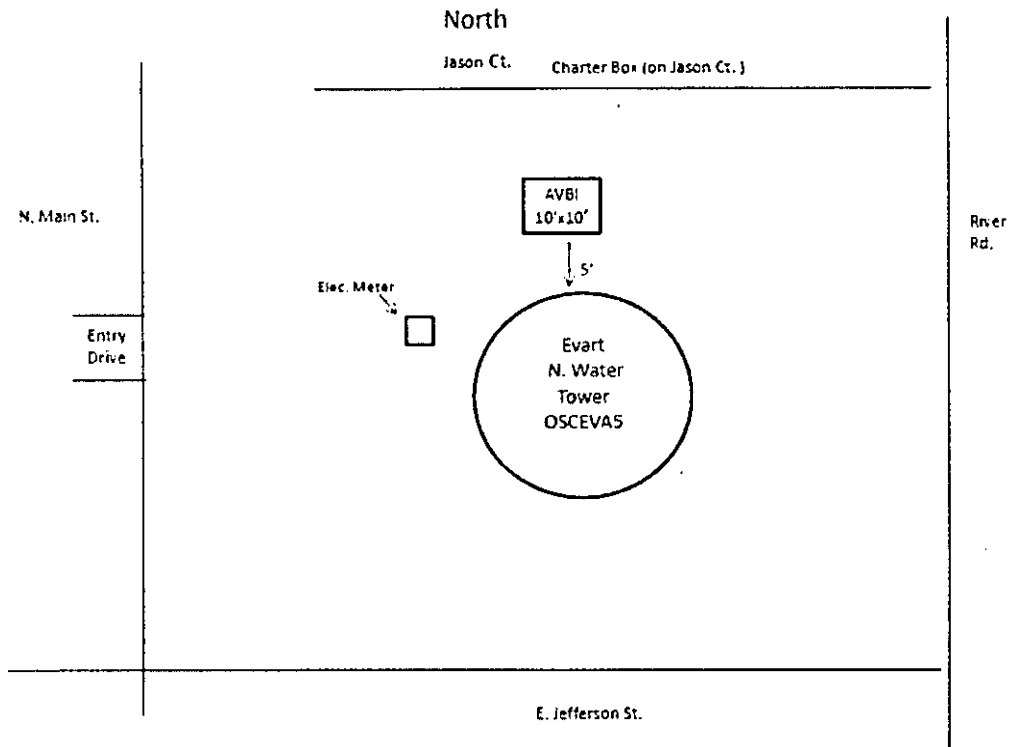 North
Jason Ct.
Charter Box (on Jason Ct.)
AVBI
10'x10'
N. Main St.
River
Rd.
5'
Elec. Meter
Entry
Drive
Evart
N. Water
Tower
OSCEVA5
E. Jefferson St.